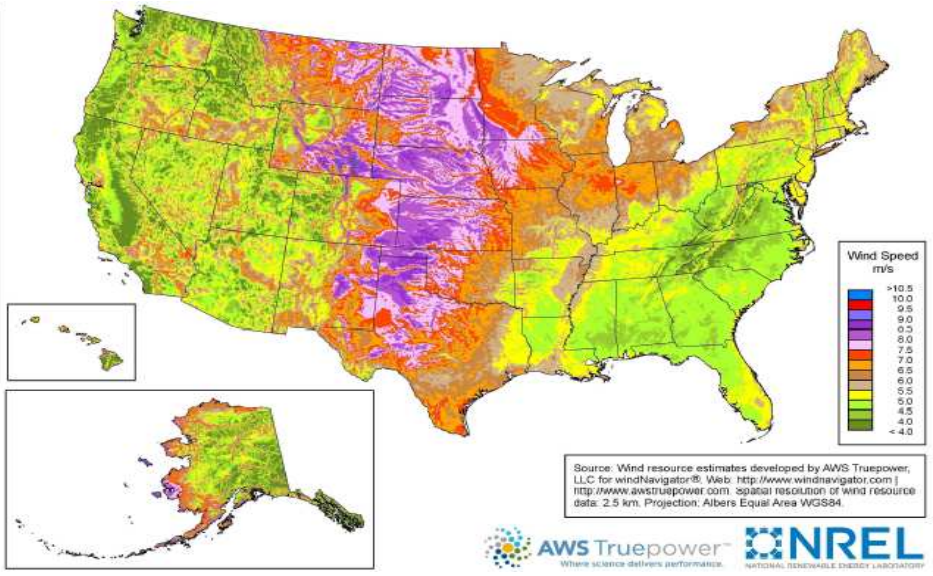 Wind Speed
m/s
>10.5
10.0
9.5
9.0
8.5
8.0
7.5
7.0
6.5
6.0
5.5
5.0
4.5
4.0
< 4.0
Source: Wind resource estimates developed by AWS Truepower,
LLC for windNavigator®. Web: http://www.windnavigator.com |
http://www.awstruepower.com. Spatial resolution of wind resource
data: 2.5 km. Projection: Albers Equal Area WGS84.
AWS Truepower™
Where science delivers performance.
NREL
NATIONAL RENEWABLE ENERGY LABORATORY